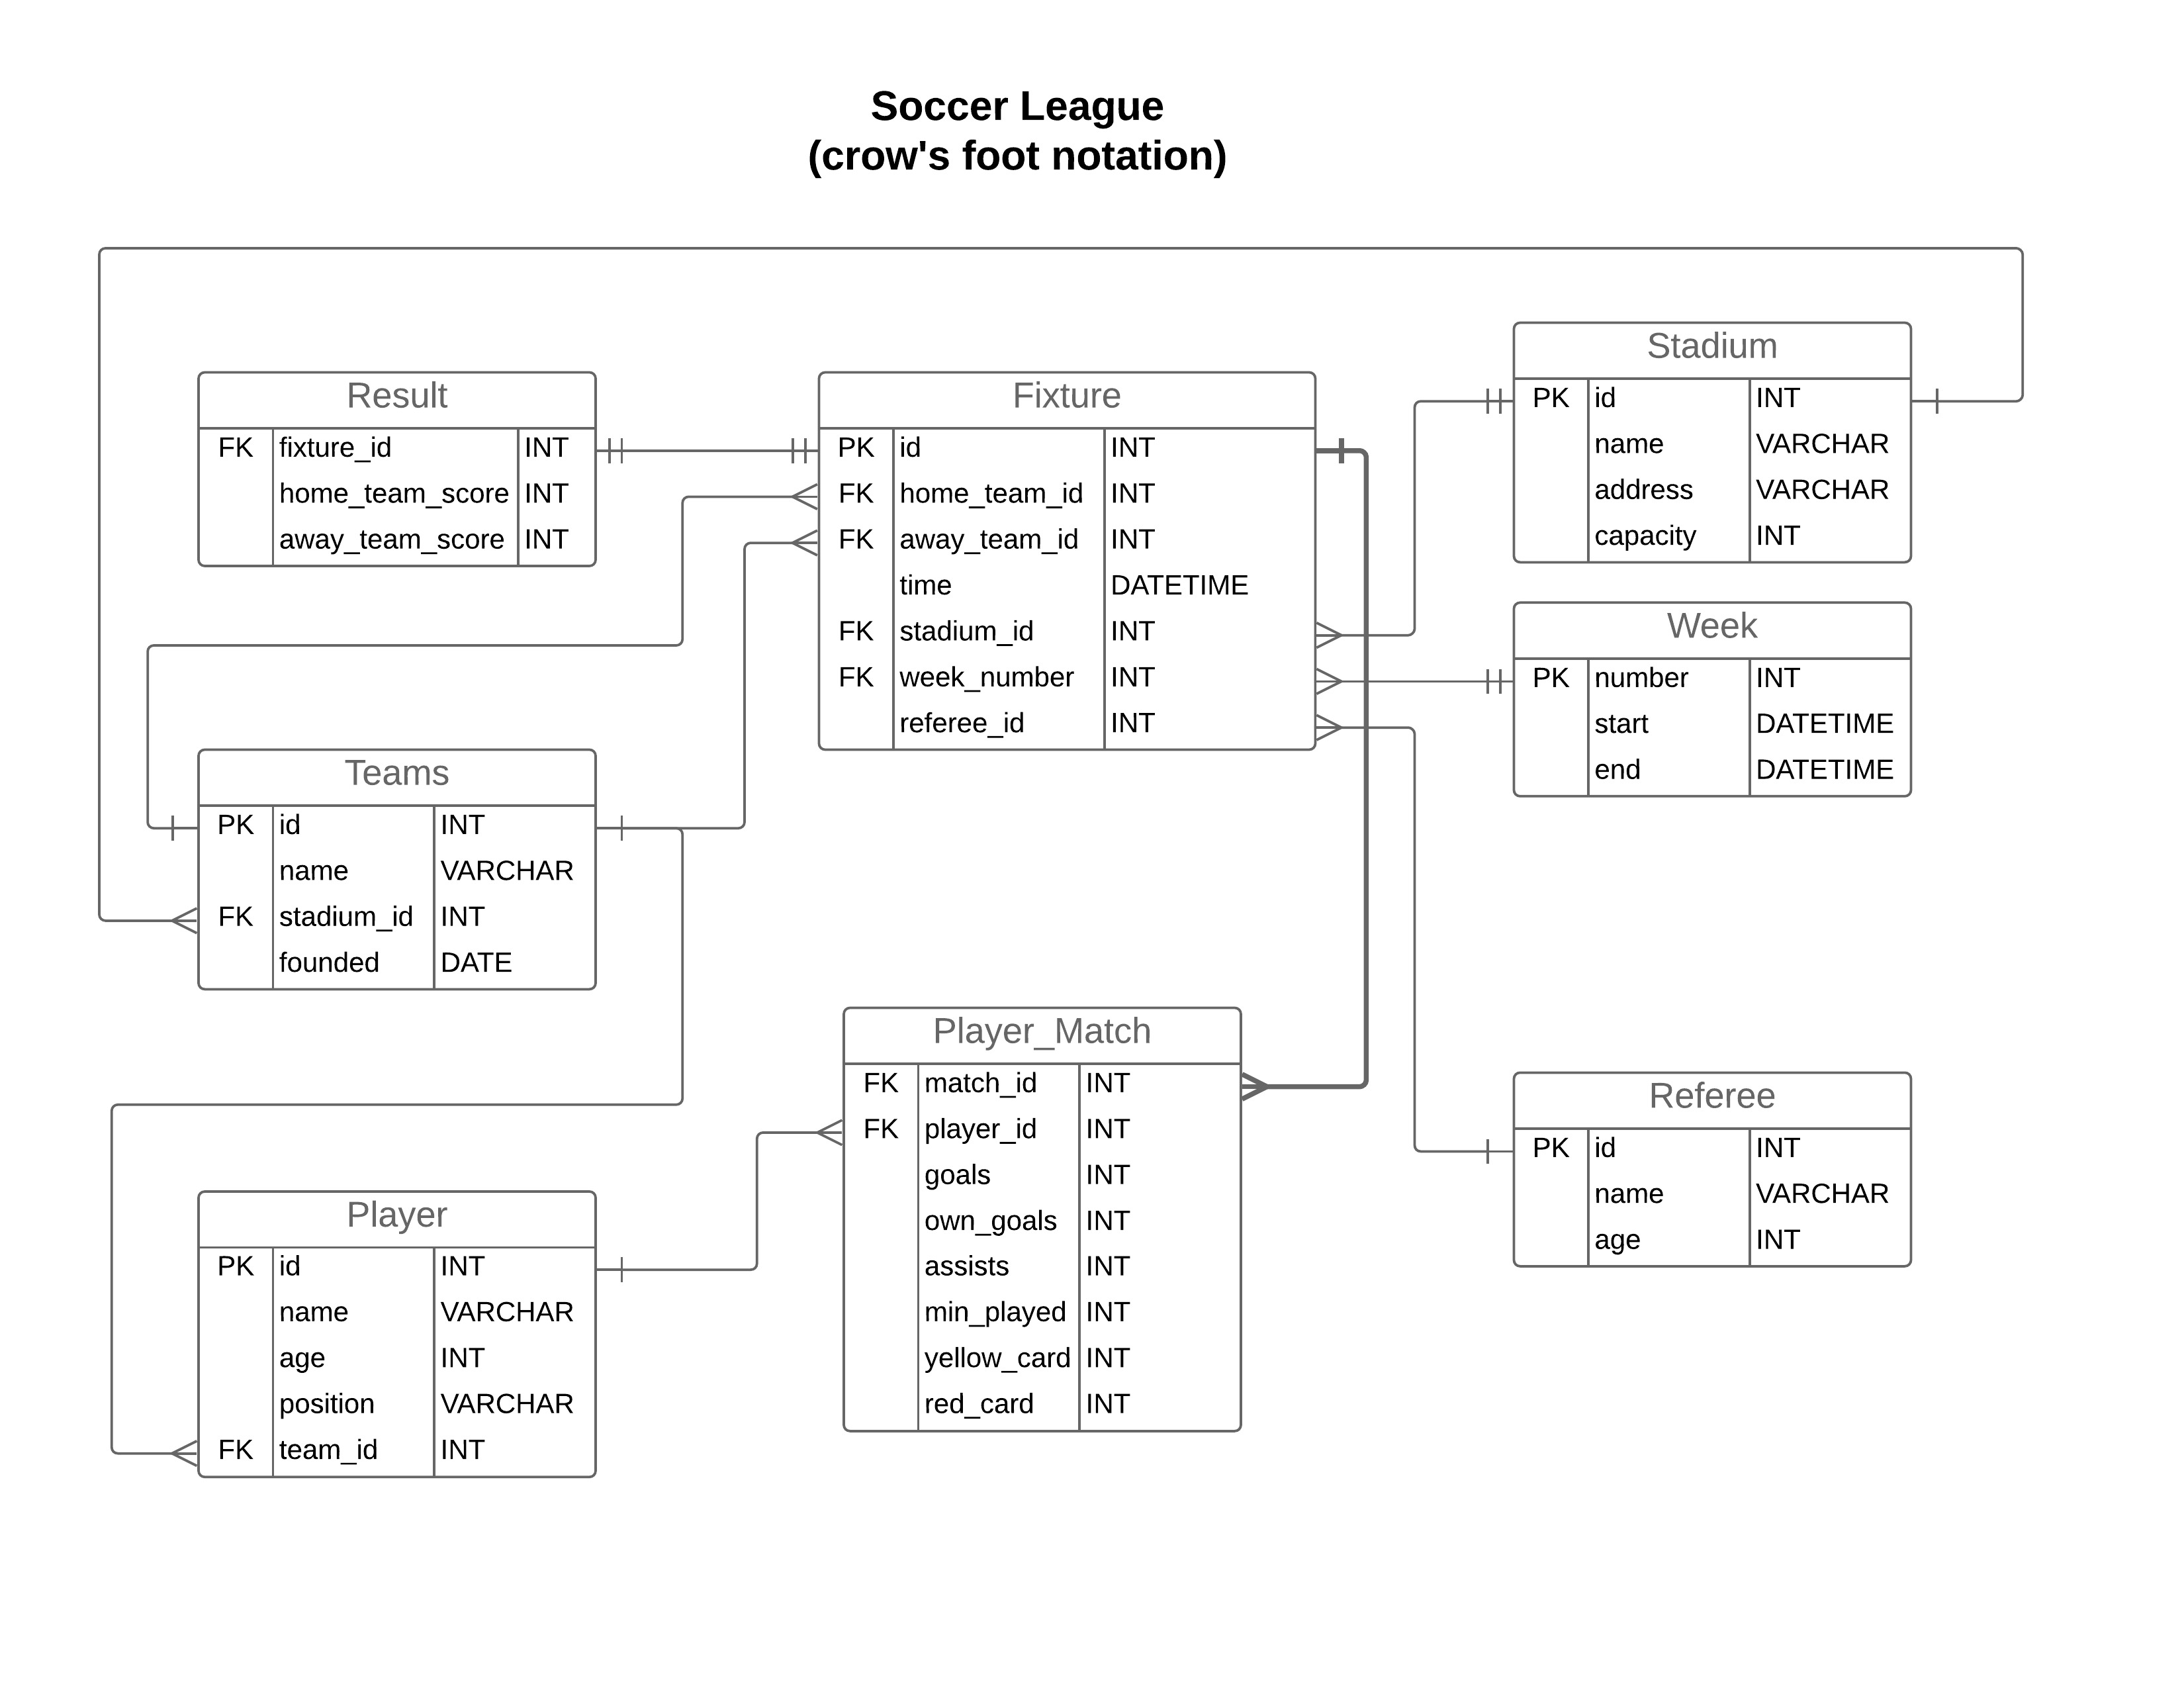 Soccer League
(crow's foot notation)
Result
FK fixture_id INT
home_team_score INT
away_team_score INT
Fixture
PK id INT
FK home_team_id INT
FK away_team_id INT
time DATETIME
FK stadium_id INT
FK week_number INT
referee_id INT
Stadium
PK id INT
name VARCHAR
address VARCHAR
capacity INT
Week
PK number INT
start DATETIME
end DATETIME
Teams
PK id INT
name VARCHAR
FK stadium_id INT
founded DATE
Player_Match
FK match_id INT
FK player_id INT
goals INT
own_goals INT
assists INT
min_played INT
yellow_card INT
red_card INT
Referee
PK id INT
name VARCHAR
age INT
Player
PK id INT
name VARCHAR
age INT
position VARCHAR
FK team_id INT